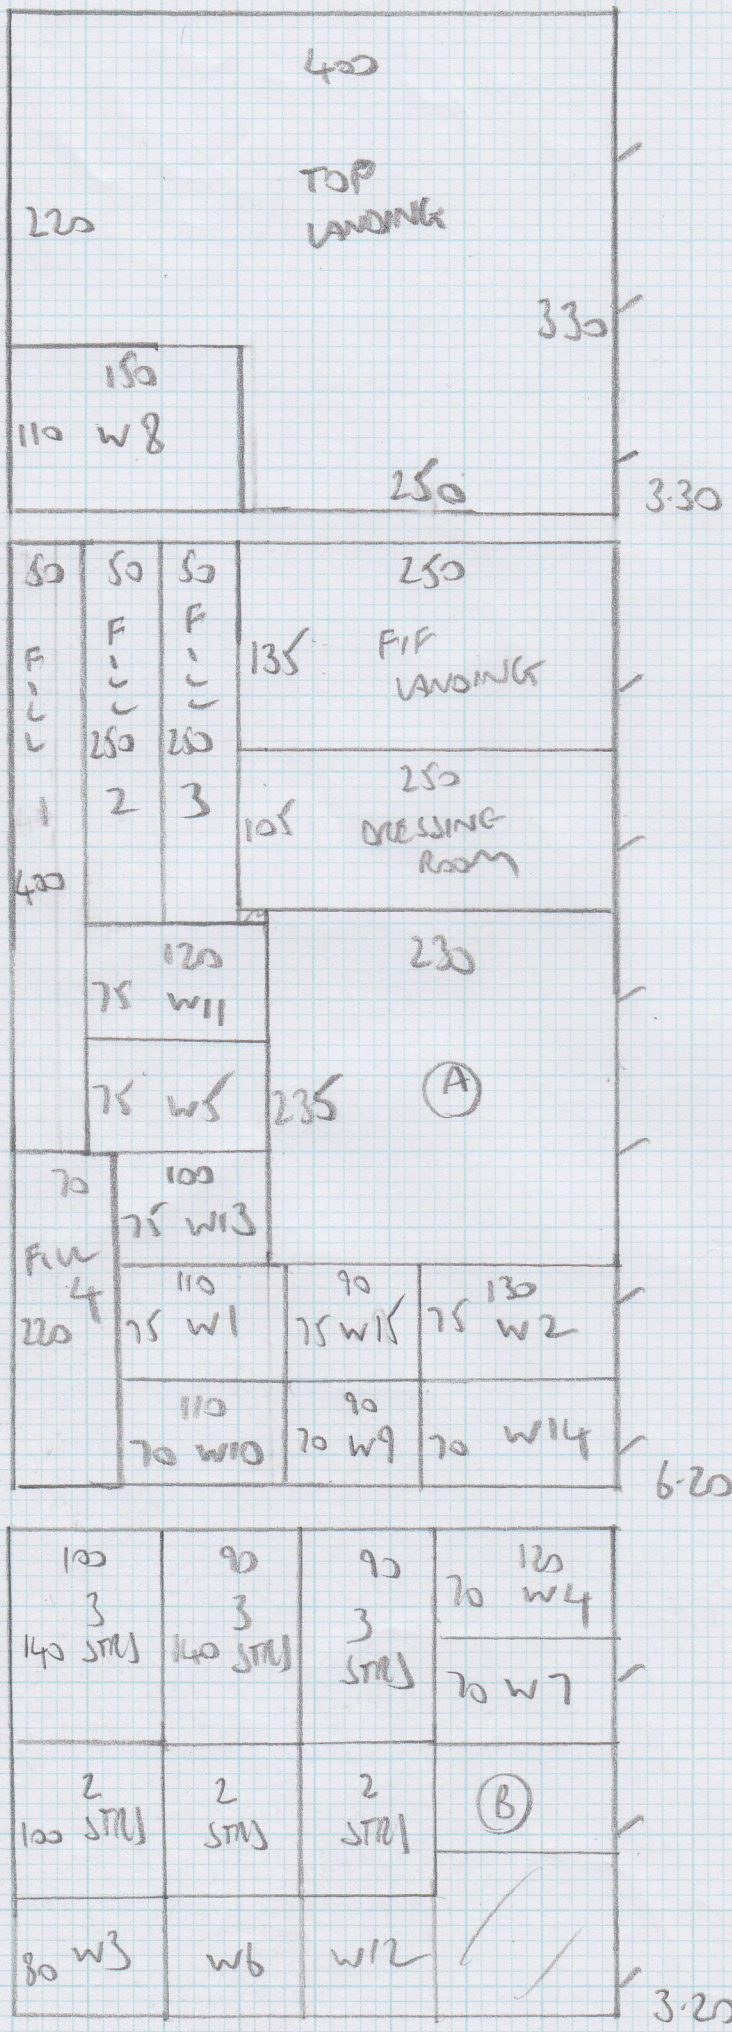 400
TOP
LANDING
220
330
150
110 W8
250
3.30
50 50 50 250
FILL
FILL
FILL
135 F/F
LANDING
250 250
1 2 3
250
105 DRESSING
ROOM
400
120
75 W11
230
75 W5
235 A
70
100
75 W13
FILL
4
220
110 90 130
75 W1 75 W15 75 W2
110 90
70 W10 70 W9 70 W14
6.20
100 90 90 120
70 W4
3 3 3
140 STRS 140 STRS STRS
70 W7
2 2 2
100 STRS STRS STRS
B
80 W3 W6 W12
3.20